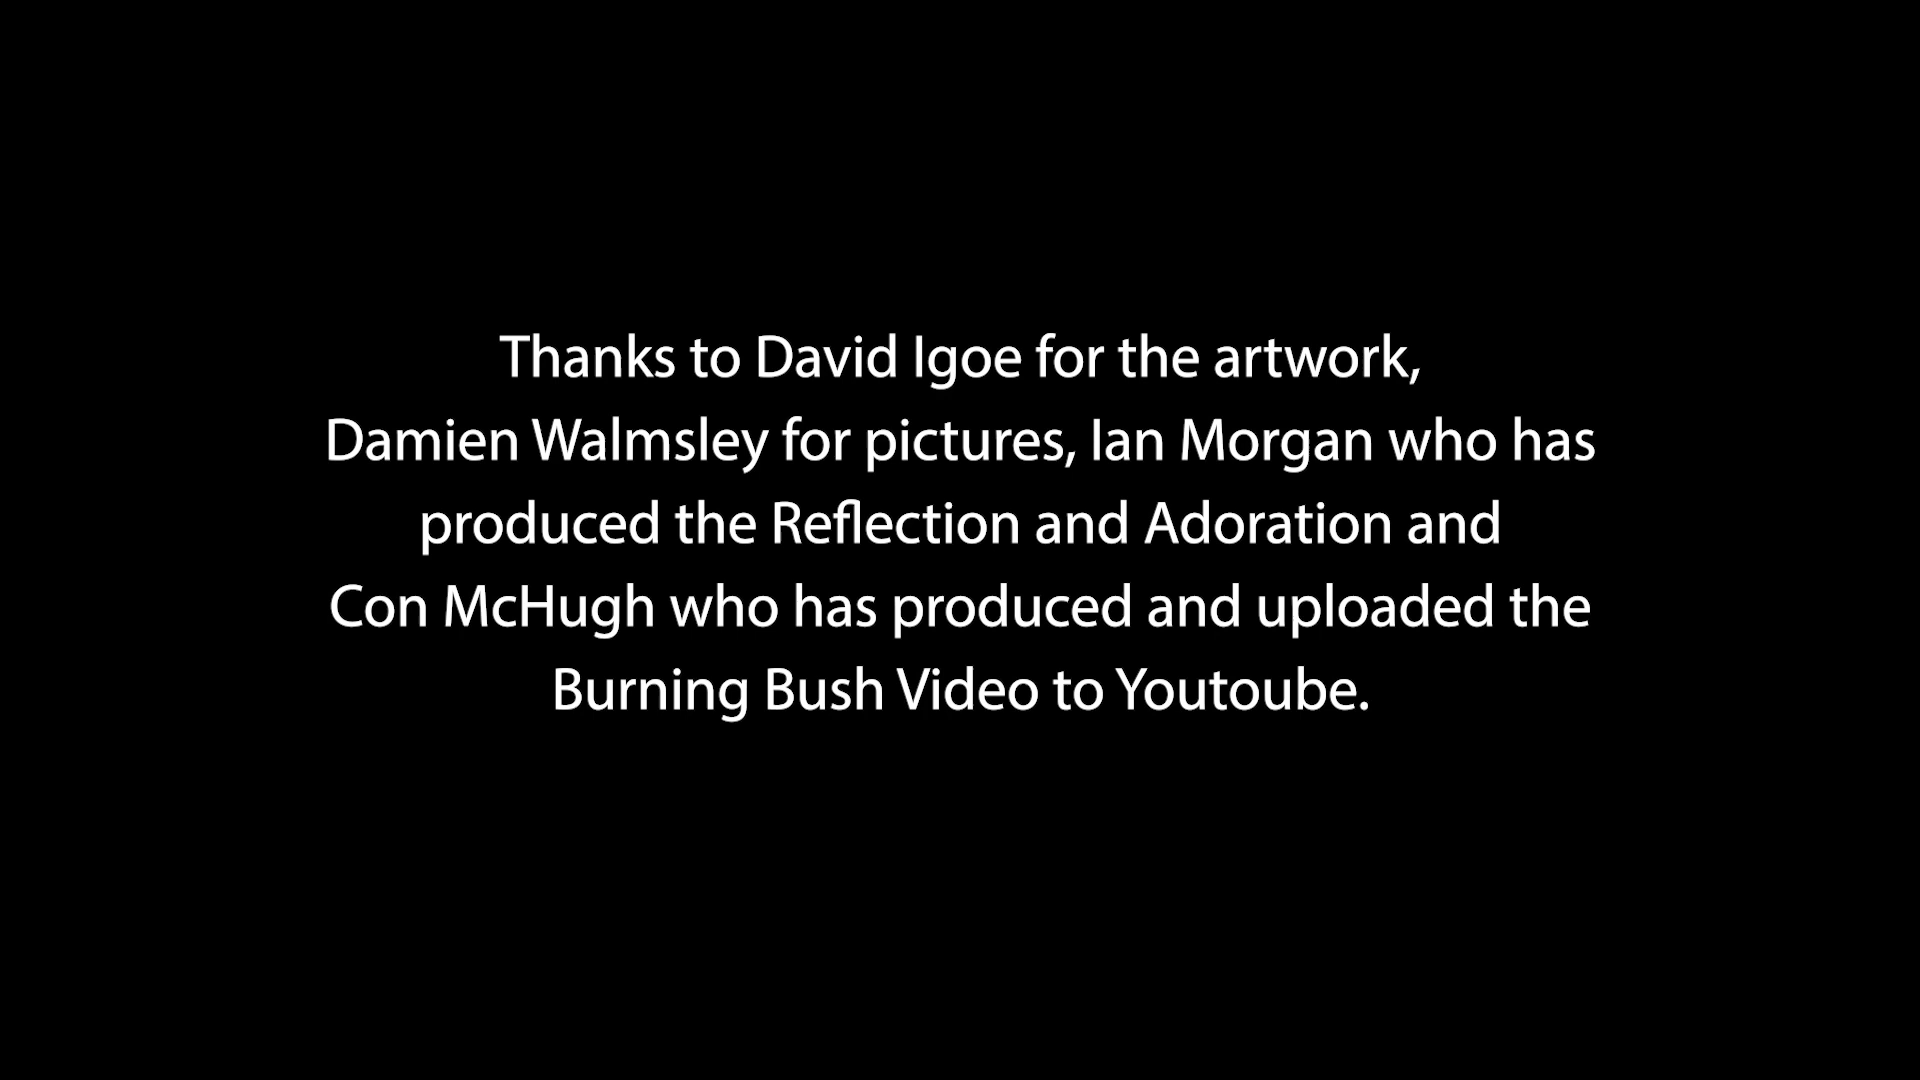 Thanks to David Igoe for the artwork,
Damien Walmsley for pictures, Ian Morgan who has
produced the Reflection and Adoration and
Con McHugh who has produced and uploaded the
Burning Bush Video to Youtoube.